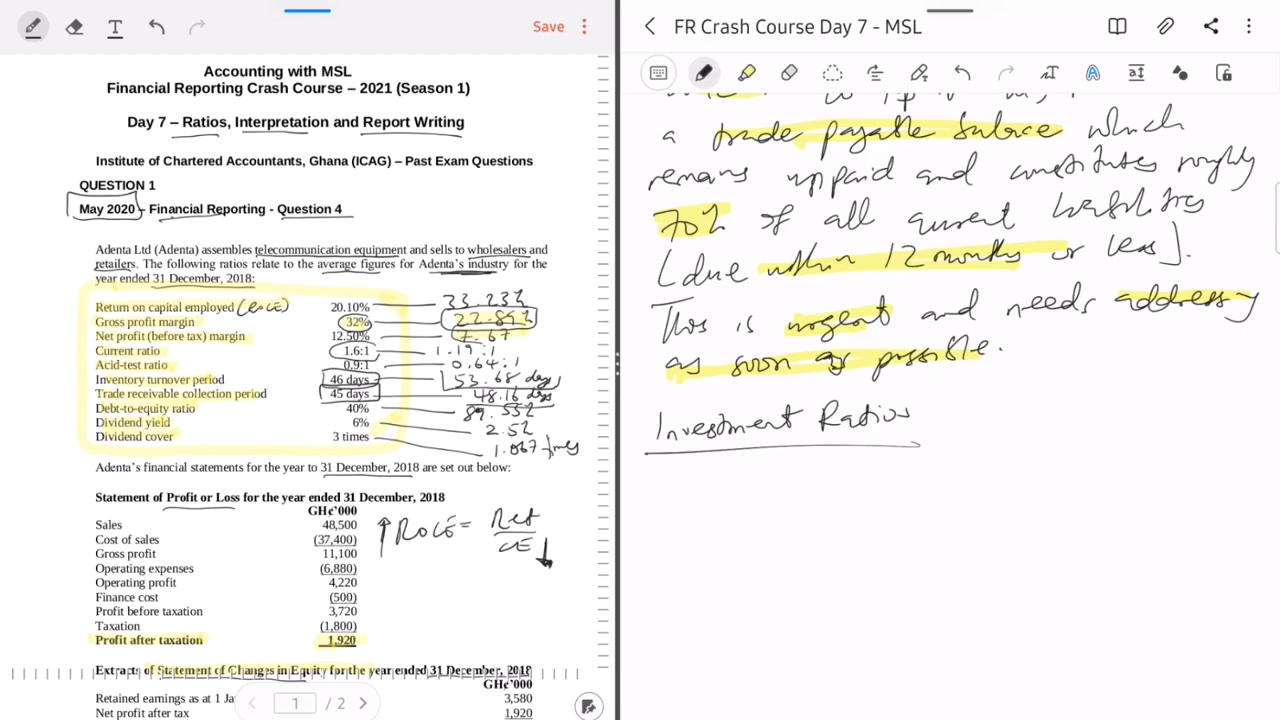 Save
Accounting with MSL
Financial Reporting Crash Course – 2021 (Season 1)
Day 7 – Ratios, Interpretation and Report Writing
Institute of Chartered Accountants, Ghana (ICAG) – Past Exam Questions
QUESTION 1
May 2020 – Financial Reporting - Question 4
Adenta Ltd (Adenta) assembles telecommunication equipment and sells to wholesalers and
retailers. The following ratios relate to the average figures for Adenta's industry for the
year ended 31 December, 2018:
Return on capital employed (ROCE) 20.10% 33.23%
Gross profit margin 32% 22.89%
Net profit (before tax) margin 12.50% 7.67
Current ratio 1.6:1 1.19:1
Acid-test ratio 0.9:1 0.64:1
Inventory turnover period 46 days 53.68 days
Trade receivable collection period 45 days 48.16 days
Debt-to-equity ratio 40% 89.55%
Dividend yield 6% 2.5%
Dividend cover 3 times 1.067 times
Adenta's financial statements for the year to 31 December, 2018 are set out below:
Statement of Profit or Loss for the year ended 31 December, 2018
GH¢'000
Sales 48,500
Cost of sales (37,400)
Gross profit 11,100
Operating expenses (6,880)
Operating profit 4,220
Finance cost (500)
Profit before taxation 3,720
Taxation (1,800)
Profit after taxation 1,920
↑ ROCE = Ret
CE ↓
Extracts of Statement of Changes in Equity for the year ended 31 December, 2018
GH¢'000
Retained earnings as at 1 Ja 3,580
Net profit after tax 1,920
1 / 2
FR Crash Course Day 7 - MSL
a trade payable balance which
remains unpaid and constitutes roughly
70% of all current liabilities
(due within 12 months or less).
This is urgent and needs addressing
as soon as possible.
Investment Ratios